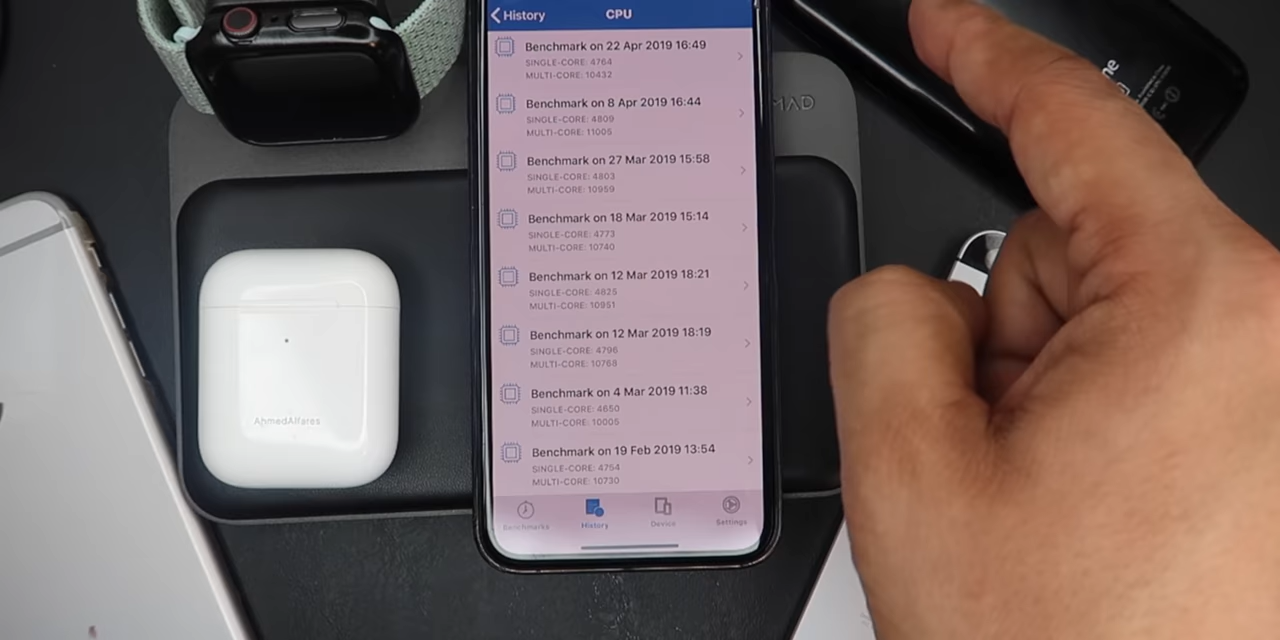 History
CPU
Benchmark on 22 Apr 2019 16:49
SINGLE-CORE: 4764
MULTI-CORE: 10432
Benchmark on 8 Apr 2019 16:44
SINGLE-CORE: 4809
MULTI-CORE: 11005
Benchmark on 27 Mar 2019 15:58
SINGLE-CORE: 4803
MULTI-CORE: 10959
Benchmark on 18 Mar 2019 15:14
SINGLE-CORE: 4773
MULTI-CORE: 10740
Benchmark on 12 Mar 2019 18:21
SINGLE-CORE: 4825
MULTI-CORE: 10951
Benchmark on 12 Mar 2019 18:19
SINGLE-CORE: 4796
MULTI-CORE: 10768
Benchmark on 4 Mar 2019 11:38
SINGLE-CORE: 4650
MULTI-CORE: 10005
Benchmark on 19 Feb 2019 13:54
SINGLE-CORE: 4754
MULTI-CORE: 10730
Benchmarks
History
Device
Settings
MAD
AhmedAlfares
ne